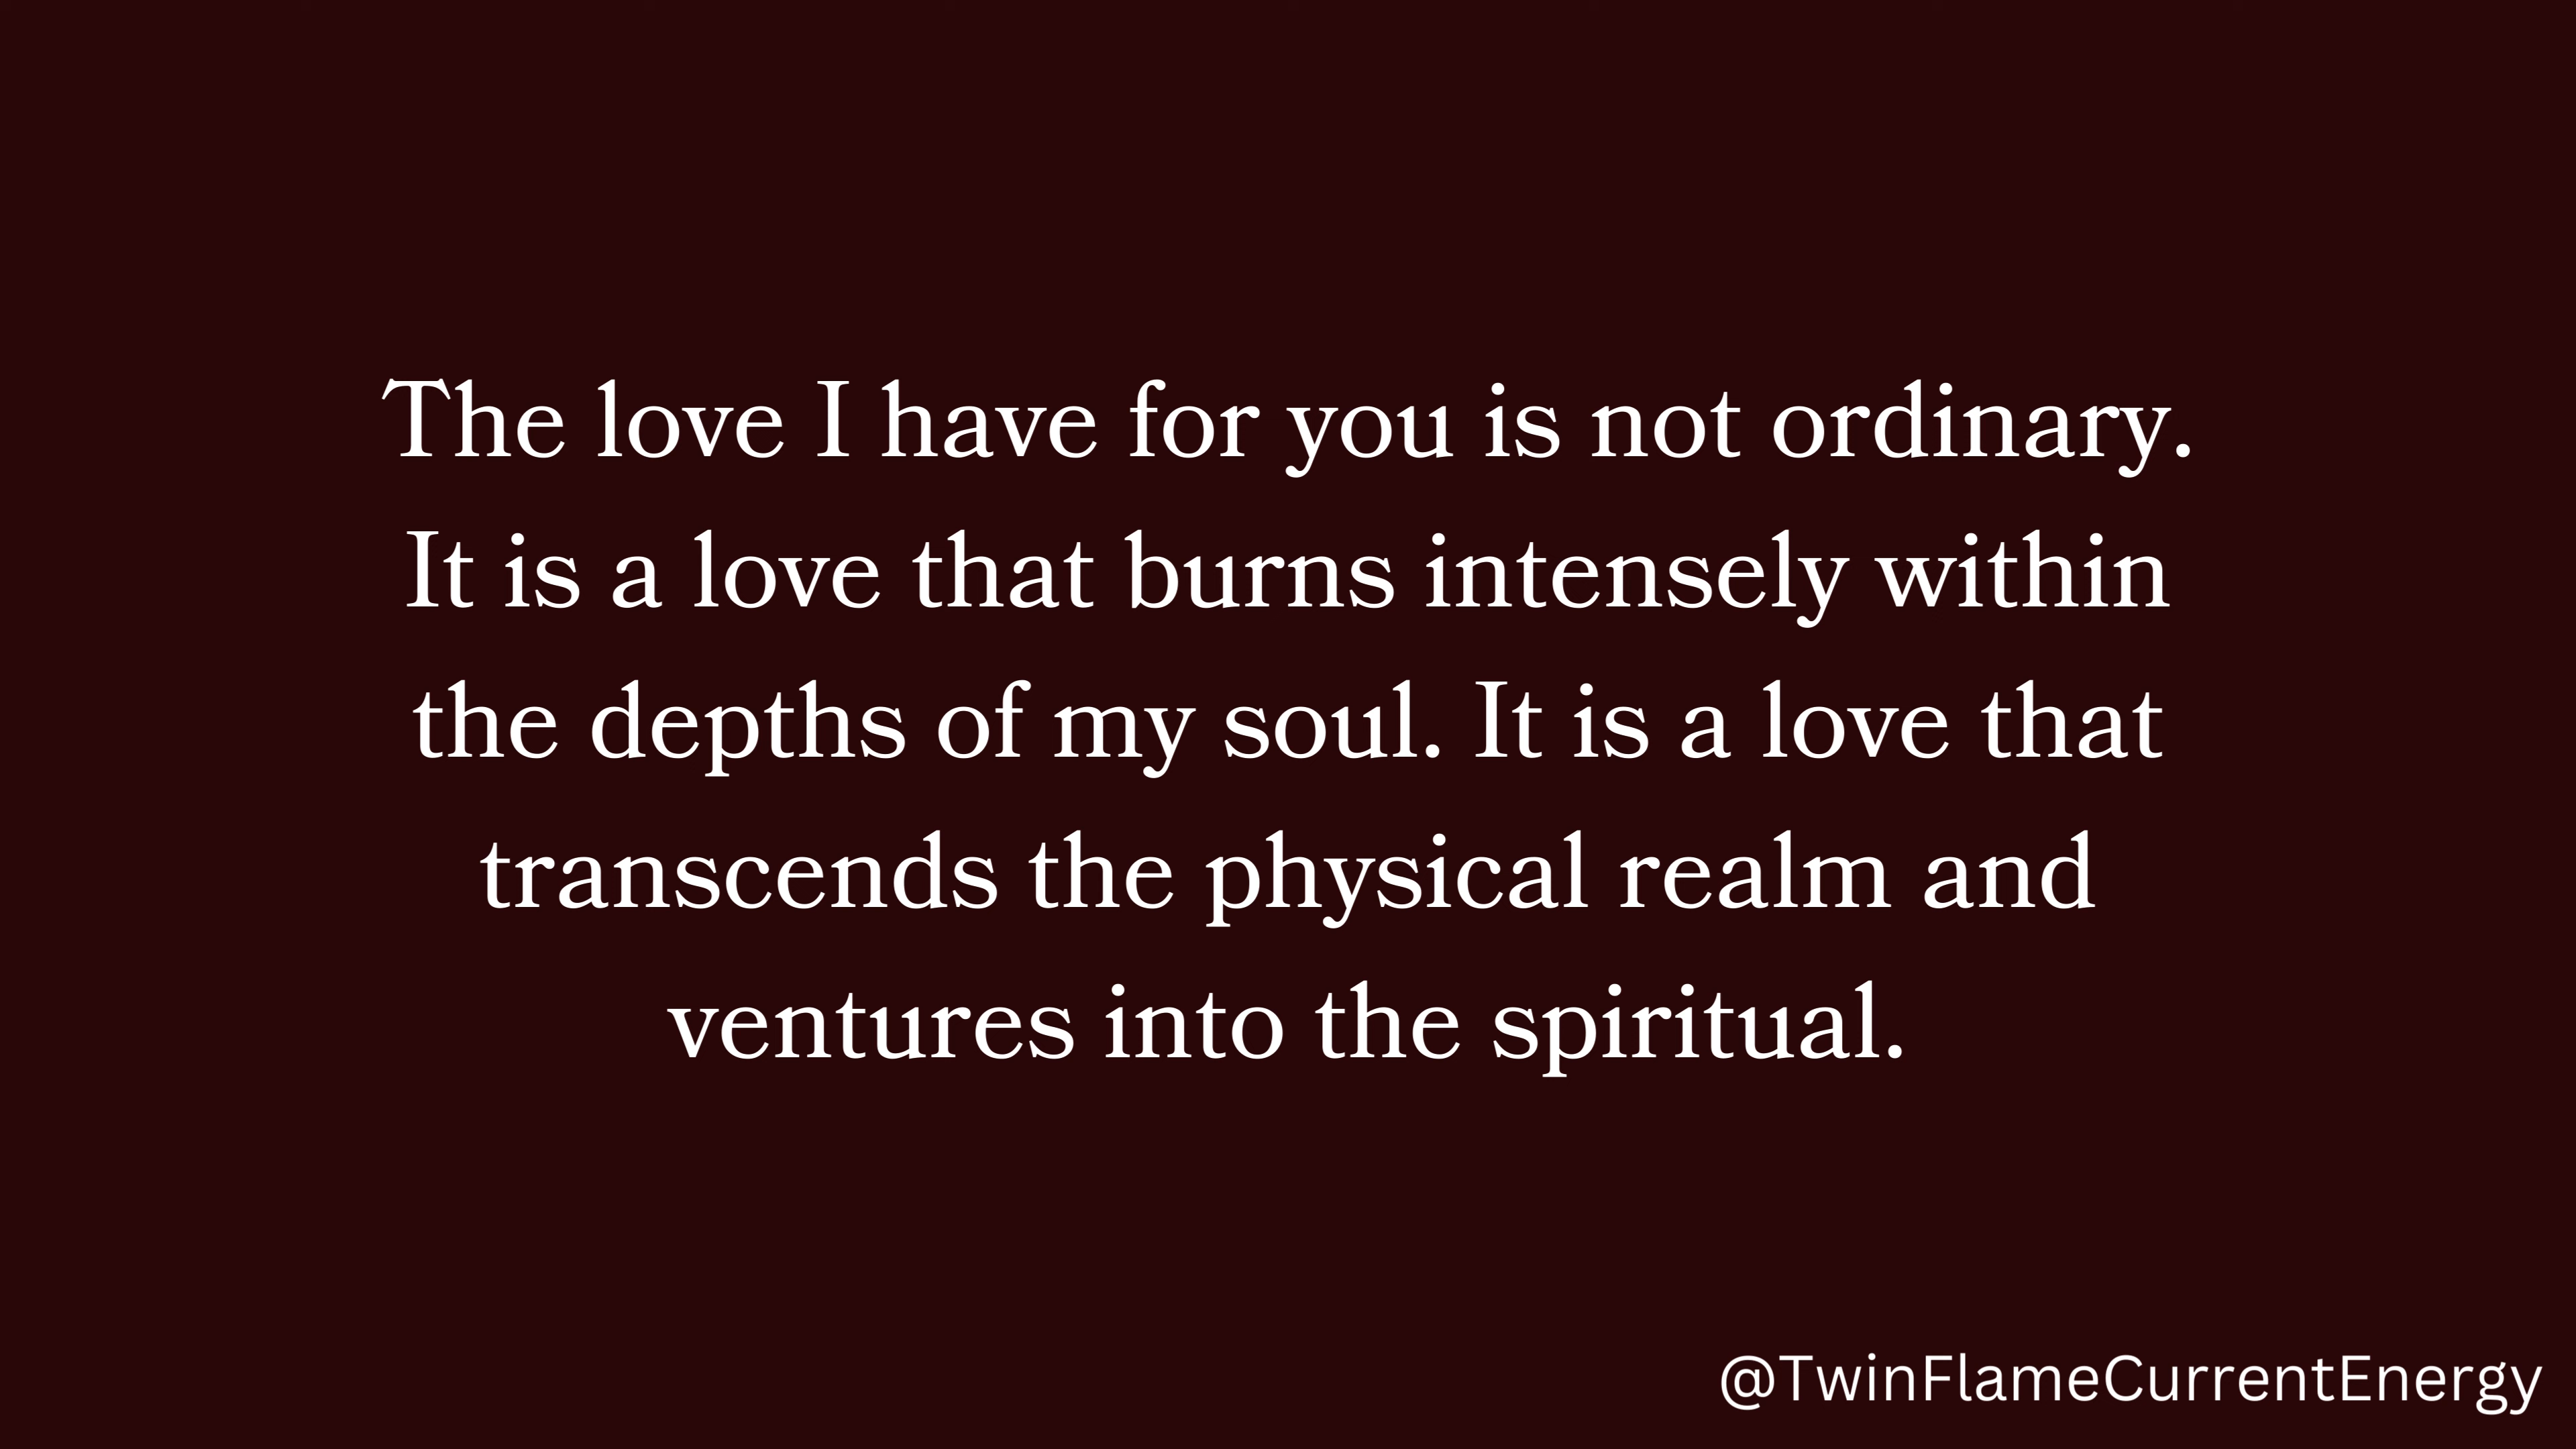 The love I have for you is not ordinary.
It is a love that burns intensely within
the depths of my soul. It is a love that
transcends the physical realm and
ventures into the spiritual.
@TwinFlameCurrentEnergy